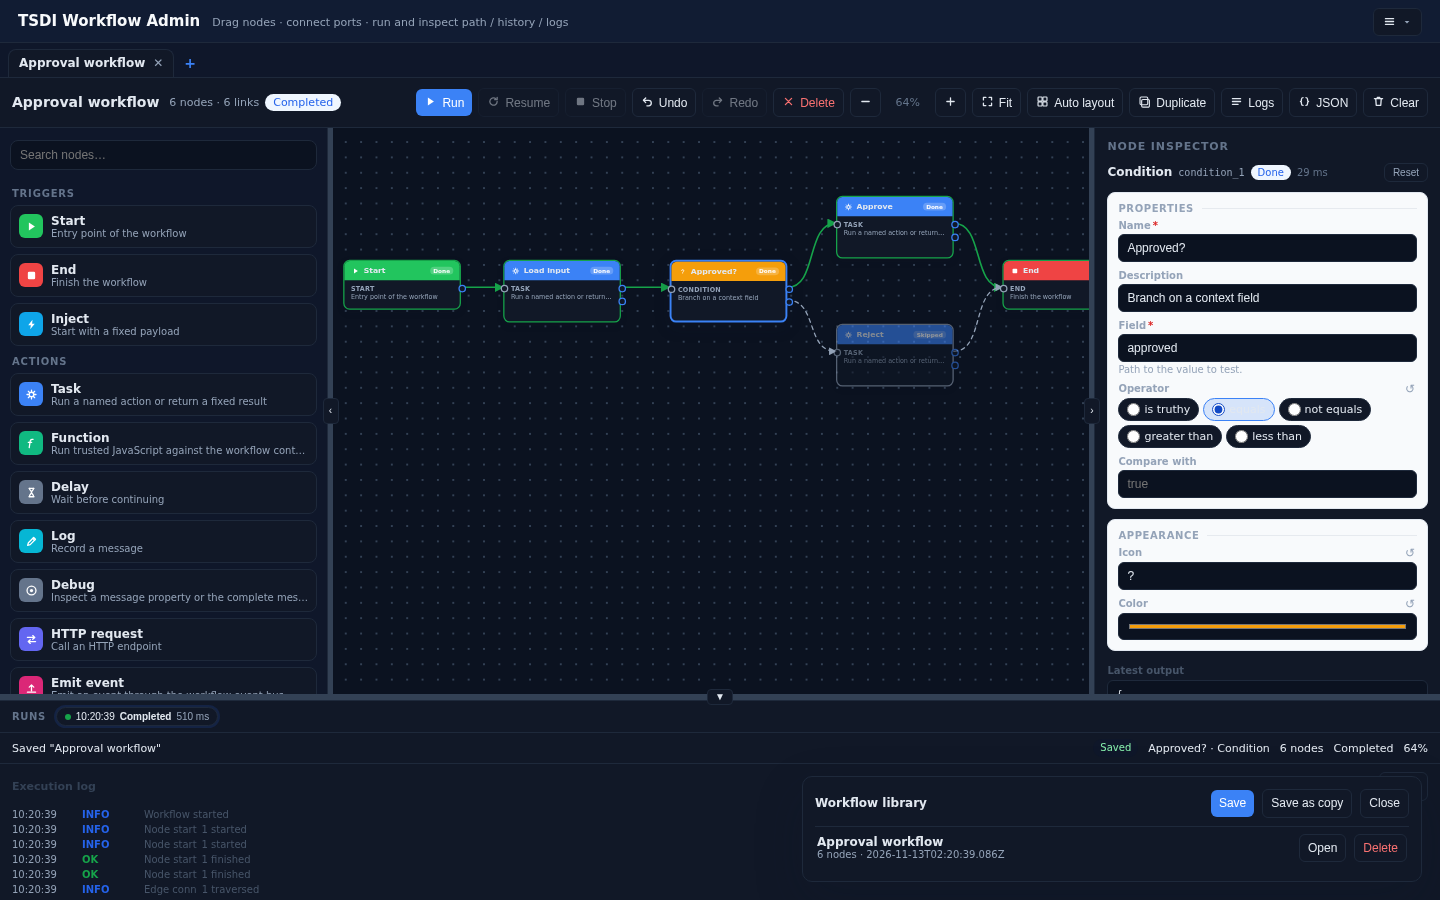 TSDI Workflow Admin Drag nodes · connect ports · run and inspect path / history / logs
Approval workflow ✕ +
Approval workflow 6 nodes · 6 links Completed Run Resume Stop Undo Redo Delete − 64% + Fit Auto layout Duplicate Logs JSON Clear
Search nodes…
TRIGGERS
Start
Entry point of the workflow
End
Finish the workflow
Inject
Start with a fixed payload
ACTIONS
Task
Run a named action or return a fixed result
Function
Run trusted JavaScript against the workflow cont…
Delay
Wait before continuing
Log
Record a message
Debug
Inspect a message property or the complete mes…
HTTP request
Call an HTTP endpoint
Emit event
Start Done
START
Entry point of the workflow
Load input Done
TASK
Run a named action or return…
? Approved? Done
CONDITION
Branch on a context field
Approve Done
TASK
Run a named action or return…
Reject Skipped
TASK
Run a named action or return…
End
END
Finish the workflow
NODE INSPECTOR
Condition condition_1 Done 29 ms Reset
PROPERTIES
Name *
Approved?
Description
Branch on a context field
Field *
approved
Path to the value to test.
Operator
is truthy
not equals
greater than
less than
Compare with
true
APPEARANCE
Icon
?
Color
Latest output
{
RUNS 10:20:39 Completed 510 ms
Saved "Approval workflow" Saved Approved? · Condition 6 nodes Completed 64%
Execution log
10:20:39 INFO Workflow started
10:20:39 INFO Node start_1 started
10:20:39 INFO Node start_1 started
10:20:39 OK Node start_1 finished
10:20:39 OK Node start_1 finished
10:20:39 INFO Edge conn_1 traversed
Workflow library Save Save as copy Close
Approval workflow
6 nodes · 2026-11-13T02:20:39.086Z
Open Delete